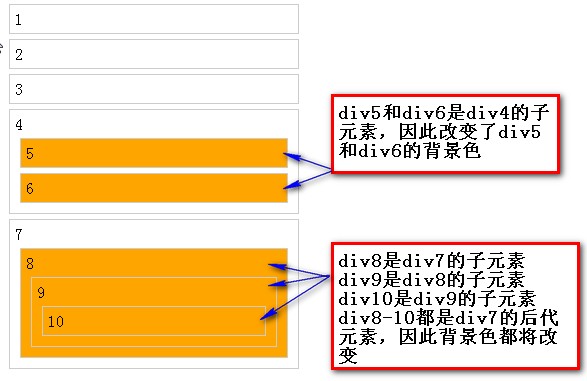 1
2
3
4
5
6
div5和div6是div4的子
元素，因此改变了div5
和div6的背景色
7
8
9
10
div8是div7的子元素
div9是div8的子元素
div10是div9的子元素
div8-10都是div7的后代
元素，因此背景色都将改
变